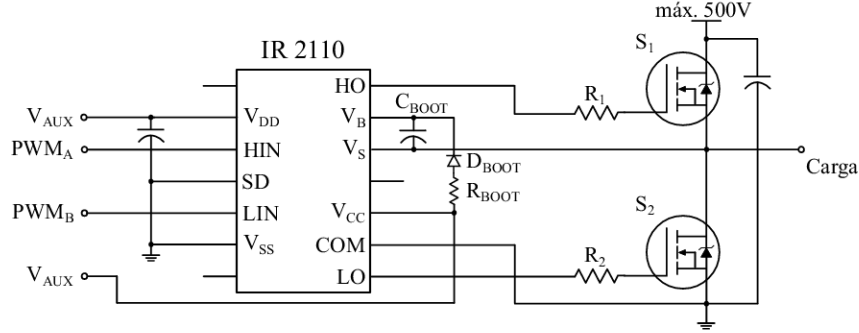 máx. 500V
IR 2110
S1
HO
R1
VAUX
VDD
VB
CBOOT
PWMA
HIN
VS
DBOOT
Carga
SD
RBOOT
PWMB
LIN
VCC
S2
VSS
COM
R2
VAUX
LO